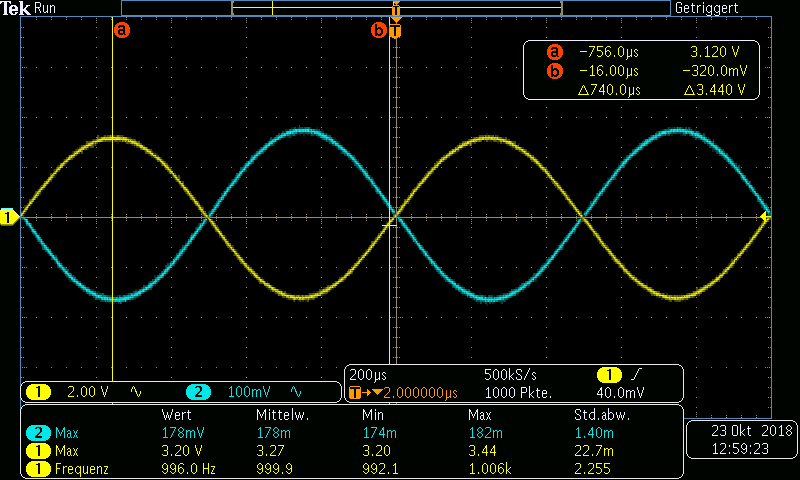 Tek Run
Getriggert
a
b
T
T
a −756.0µs 3.120 V
b −16.00µs −320.0mV
△740.0µs △3.440 V
1
1 2.00 V ∿ 2 100mV ∿
200µs 500kS/s 1
T→▼2.000000µs 1000 Pkte. 40.0mV
Wert Mittelw. Min Max Std.abw.
2 Max 178mV 178m 174m 182m 1.40m
1 Max 3.20 V 3.27 3.20 3.44 22.7m
1 Frequenz 996.0 Hz 999.9 992.1 1.006k 2.255
23 Okt 2018
12:59:23